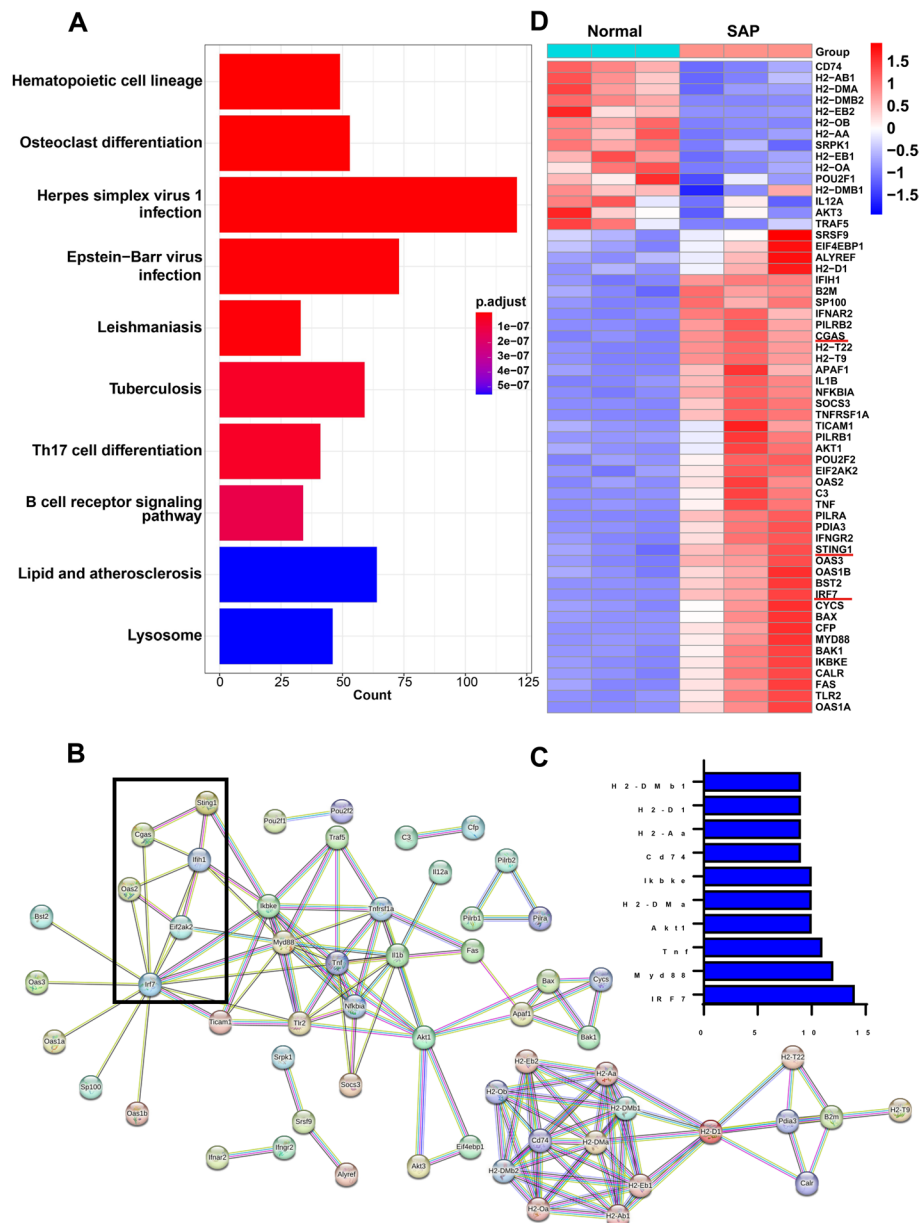 A
Hematopoietic cell lineage
Osteoclast differentiation
Herpes simplex virus 1
infection
Epstein−Barr virus
infection
Leishmaniasis
Tuberculosis
Th17 cell differentiation
B cell receptor signaling
pathway
Lipid and atherosclerosis
Lysosome
0 25 50 75 100 125
Count
p.adjust
1e−07
2e−07
3e−07
4e−07
5e−07
D
Normal SAP
Group
CD74
H2−AB1
H2−DMA
H2−DMB2
H2−EB2
H2−OB
H2−AA
SRPK1
H2−EB1
H2−OA
POU2F1
H2−DMB1
IL12A
AKT3
TRAF5
SRSF9
EIF4EBP1
ALYREF
H2−D1
IFIH1
B2M
SP100
IFNAR2
PILRB2
CGAS
H2−T22
H2−T9
APAF1
IL1B
NFKBIA
SOCS3
TNFRSF1A
TICAM1
PILRB1
AKT1
POU2F2
EIF2AK2
OAS2
C3
TNF
PILRA
PDIA3
IFNGR2
STING1
OAS3
OAS1B
BST2
IRF7
CYCS
BAX
CFP
MYD88
BAK1
IKBKE
CALR
FAS
TLR2
OAS1A
1.5
1
0.5
0
−0.5
−1
−1.5
B
Sting1
Cgas
Ifih1
Oas2
Eif2ak2
Irf7
Bst2
Oas3
Oas1a
Sp100
Oas1b
Ticam1
Pou2f1
Pou2f2
Traf5
C3
Cfp
Il12a
Pilrb2
Pilrb1
Pilra
Ikbke
Tnfrsf1a
Myd88
Tnf
Il1b
Fas
Nfkbia
Tlr2
Akt1
Bax
Cycs
Apaf1
Bak1
Socs3
Srpk1
Srsf9
Ifnar2
Ifngr2
Alyref
Akt3
Eif4ebp1
H2-Eb2
H2-Aa
H2-Ob
H2-DMb1
Cd74
H2-DMa
H2-DMb2
H2-Eb1
H2-Oa
H2-Ab1
H2-D1
H2-T22
Pdia3
B2m
H2-T9
Calr
C
H2-DMb1
H2-D1
H2-Aa
Cd74
Ikbke
H2-DMa
Akt1
Tnf
Myd88
IRF7
0 5 10 15